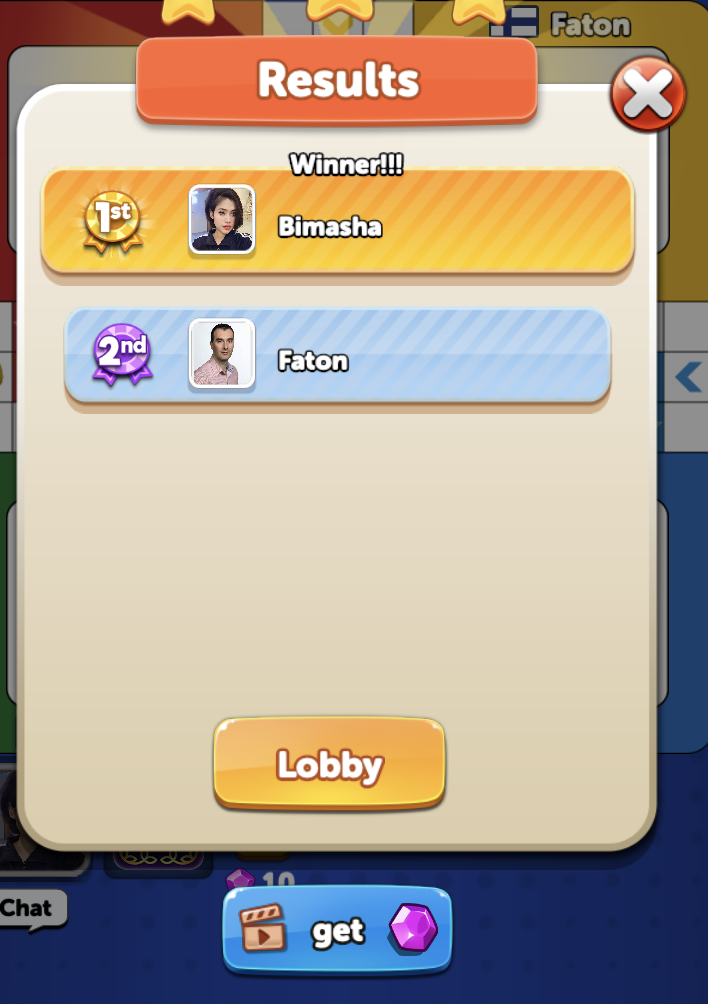 Faton
Results
Winner!!!
1st
Bimasha
2nd
Faton
Lobby
10
Chat
get